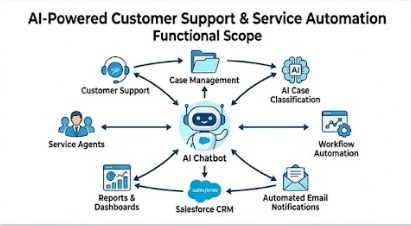 AI-Powered Customer Support & Service Automation
Functional Scope
Customer Support
Case Management
AI
AI Case
Classification
Service Agents
AI Chatbot
Workflow
Automation
Reports &
Dashboards
salesforce
Salesforce CRM
Automated Email
Notifications